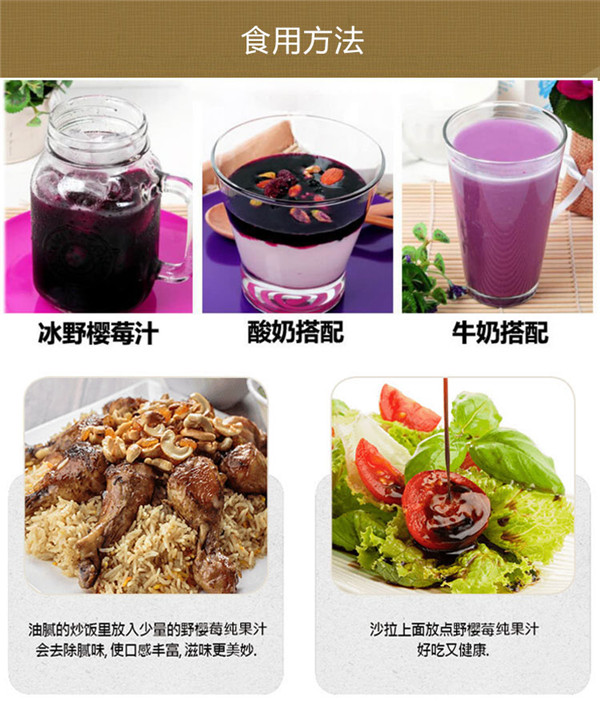 食用方法
冰野樱莓汁
酸奶搭配
牛奶搭配
油腻的炒饭里放入少量的野樱莓纯果汁
会去除腻味, 使口感丰富, 滋味更美妙.
沙拉上面放点野樱莓纯果汁
好吃又健康.